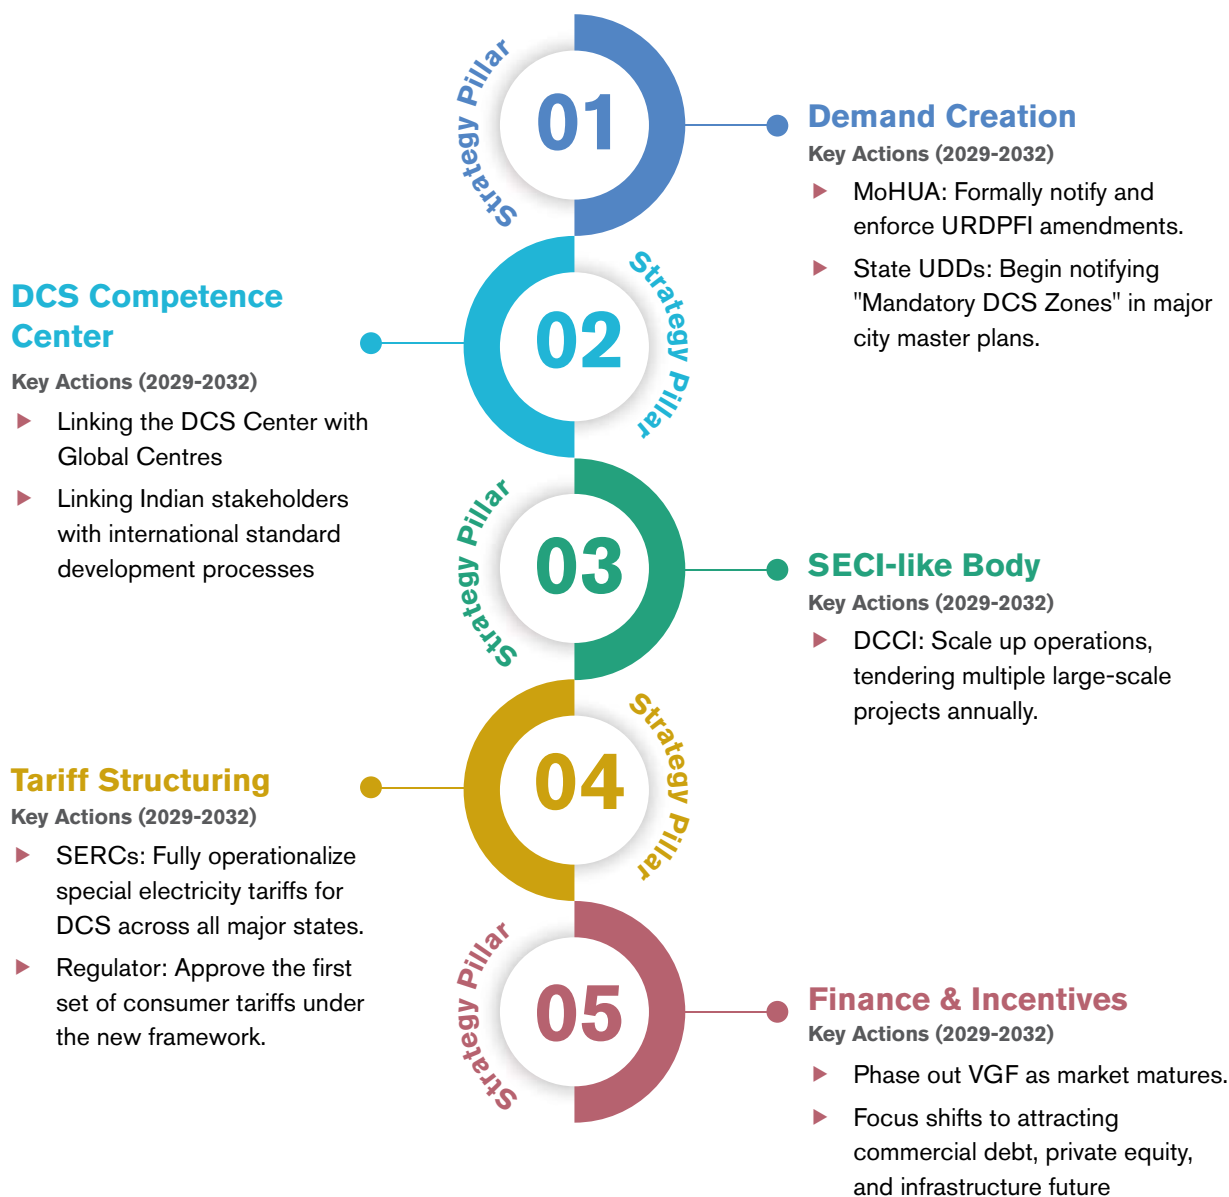 Strategy Pillar
01
Demand Creation
Key Actions (2029-2032)
MoHUA: Formally notify and
enforce URDPFI amendments.
State UDDs: Begin notifying
"Mandatory DCS Zones" in major
city master plans.
Strategy Pillar
02
DCS Competence
Center
Key Actions (2029-2032)
Linking the DCS Center with
Global Centres
Linking Indian stakeholders
with international standard
development processes
Strategy Pillar
03
SECI-like Body
Key Actions (2029-2032)
DCCI: Scale up operations,
tendering multiple large-scale
projects annually.
Strategy Pillar
04
Tariff Structuring
Key Actions (2029-2032)
SERCs: Fully operationalize
special electricity tariffs for
DCS across all major states.
Regulator: Approve the first
set of consumer tariffs under
the new framework.
Strategy Pillar
05
Finance & Incentives
Key Actions (2029-2032)
Phase out VGF as market matures.
Focus shifts to attracting
commercial debt, private equity,
and infrastructure future